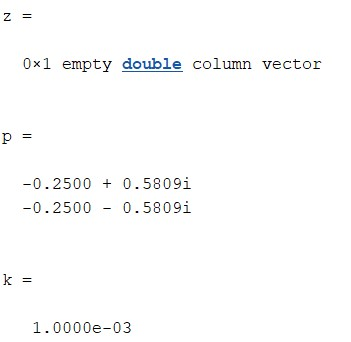 z =
0×1 empty double column vector
p =
-0.2500 + 0.5809i
-0.2500 - 0.5809i
k =
1.0000e-03